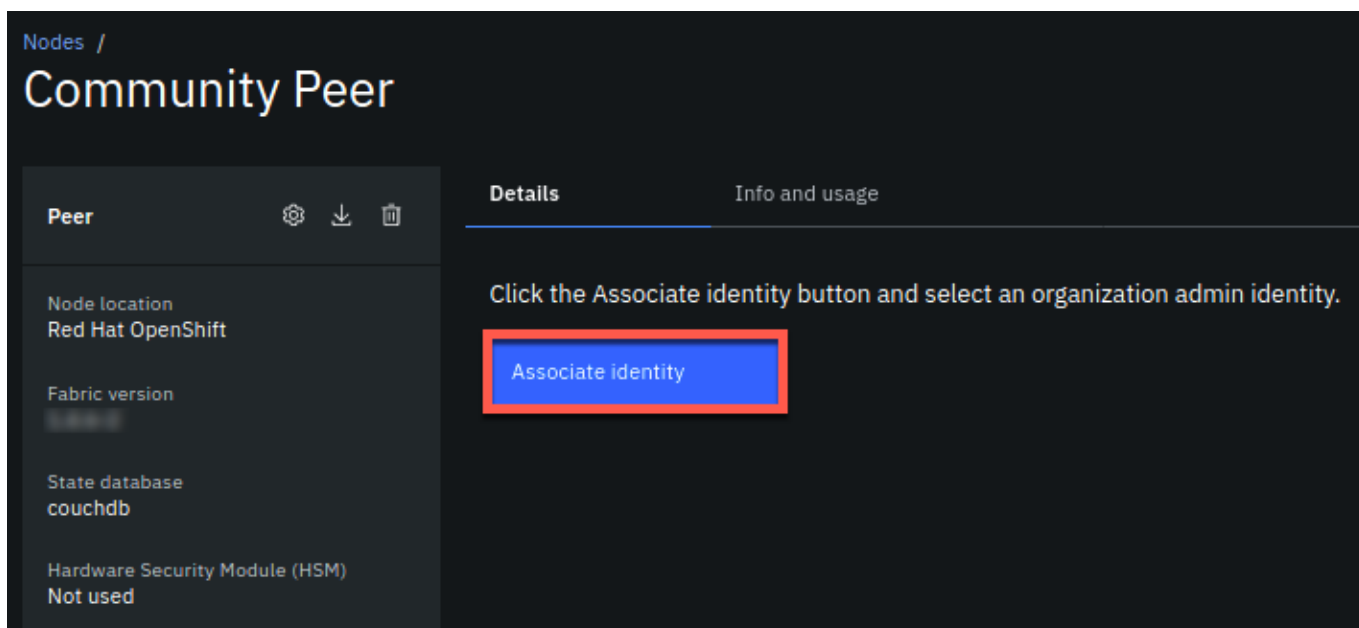 Nodes /
Community Peer
Peer
Details
Info and usage
Node location
Red Hat OpenShift
Fabric version
State database
couchdb
Hardware Security Module (HSM)
Not used
Click the Associate identity button and select an organization admin identity.
Associate identity